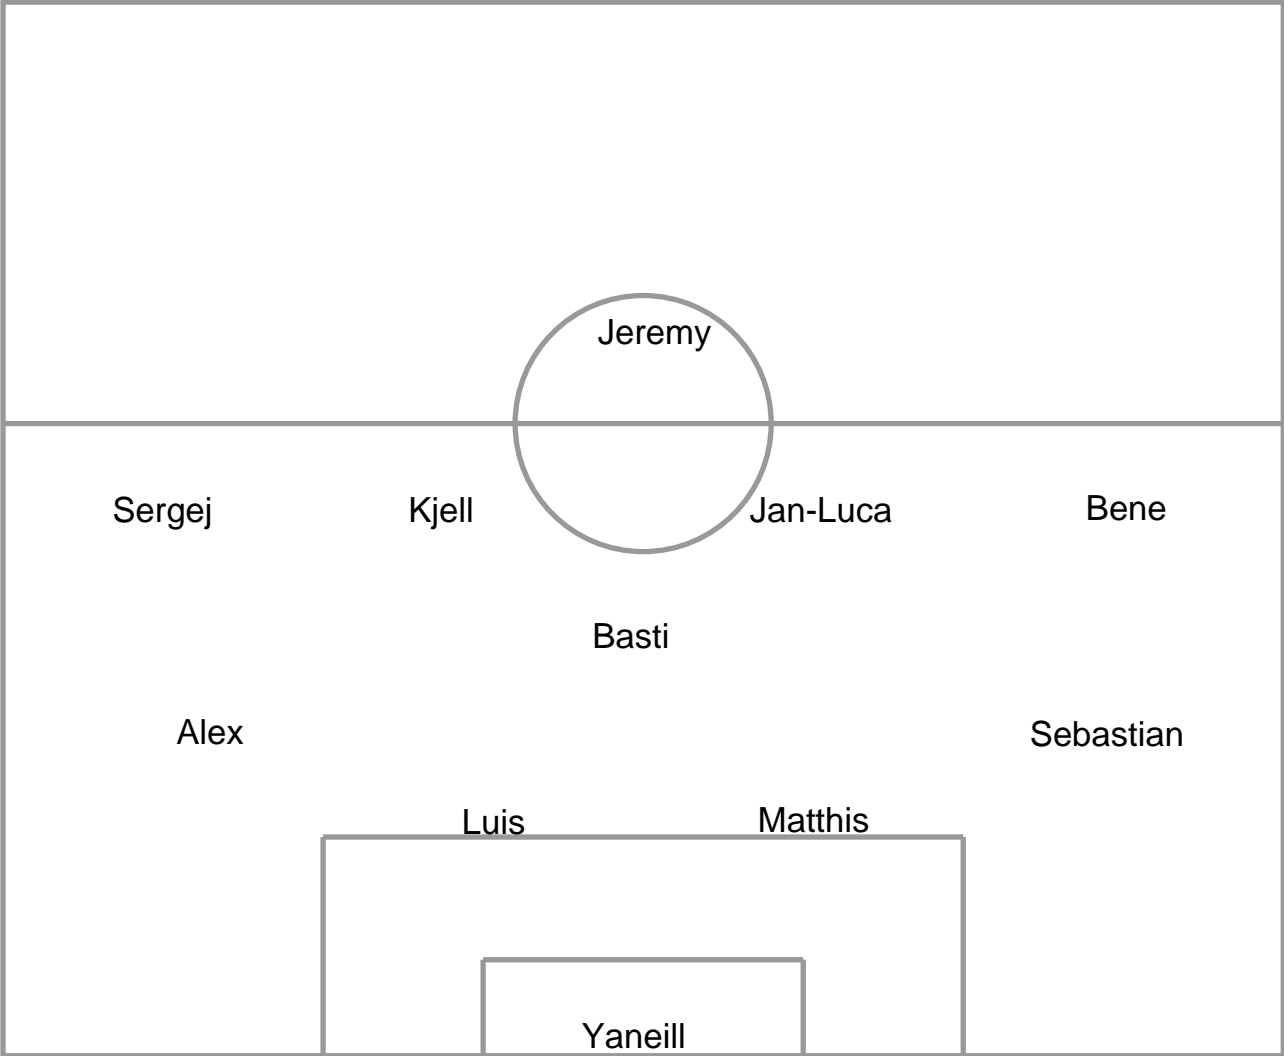 Jeremy
Sergej
Kjell
Jan-Luca
Bene
Basti
Alex
Sebastian
Luis
Matthis
Yaneill